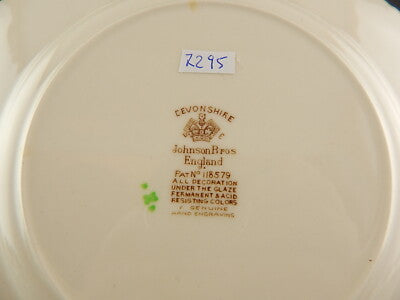 Z295
DEVONSHIRE
Johnson Bros
England
PAT No 118579
ALL DECORATION
UNDER THE GLAZE
PERMANENT & ACID
RESISTING COLORS
GENUINE
HAND ENGRAVING